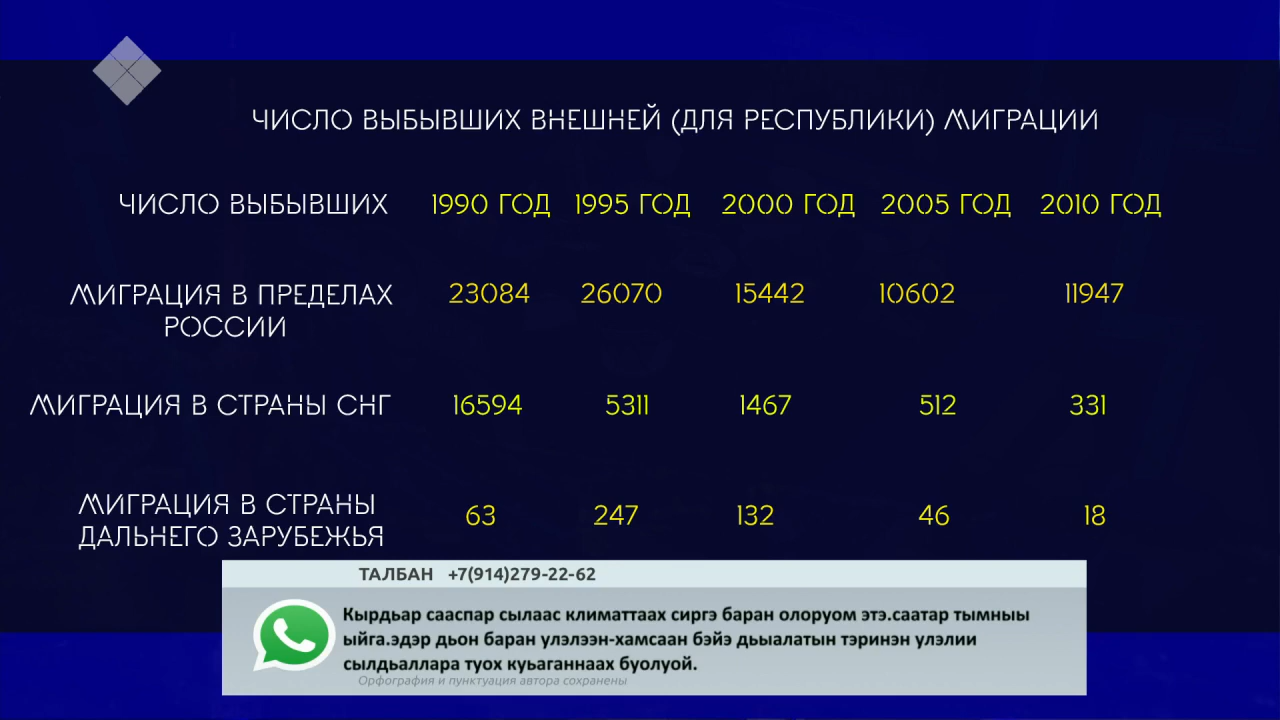 ЧИСЛО ВЫБЫВШИХ ВНЕШНЕЙ (ДЛЯ РЕСПУБЛИКИ) МИГРАЦИИ
ЧИСЛО ВЫБЫВШИХ 1990 ГОД 1995 ГОД 2000 ГОД 2005 ГОД 2010 ГОД
МИГРАЦИЯ В ПРЕДЕЛАХ 23084 26070 15442 10602 11947
РОССИИ
МИГРАЦИЯ В СТРАНЫ СНГ 16594 5311 1467 512 331
МИГРАЦИЯ В СТРАНЫ
ДАЛЬНЕГО ЗАРУБЕЖЬЯ 63 247 132 46 18
ТАЛБАН +7(914)279-22-62
Кырдьар сааспар сылаас климаттаах сиргэ баран олоруом этэ.саатар тымныы
ыйга.эдэр дьон баран улэлээн-хамсаан бэйэ дьыалатын тэринэн улэлии
сылдьаллара туох куьаганнаах буолуой.
Орфография и пунктуация автора сохранены